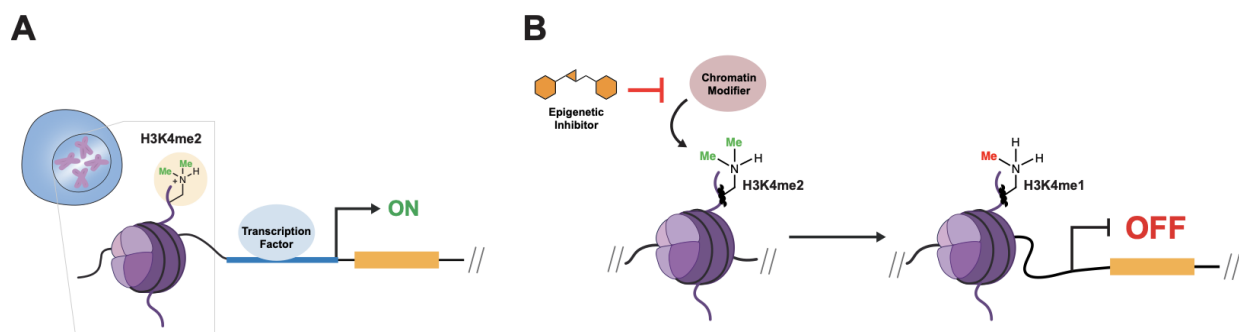 A
H3K4me2
Me
Me
N
H
+
Transcription
Factor
ON
//
B
Epigenetic
Inhibitor
Chromatin
Modifier
Me
Me
N
H
H3K4me2
//
//
H
Me
N
H
H3K4me1
OFF
//
//